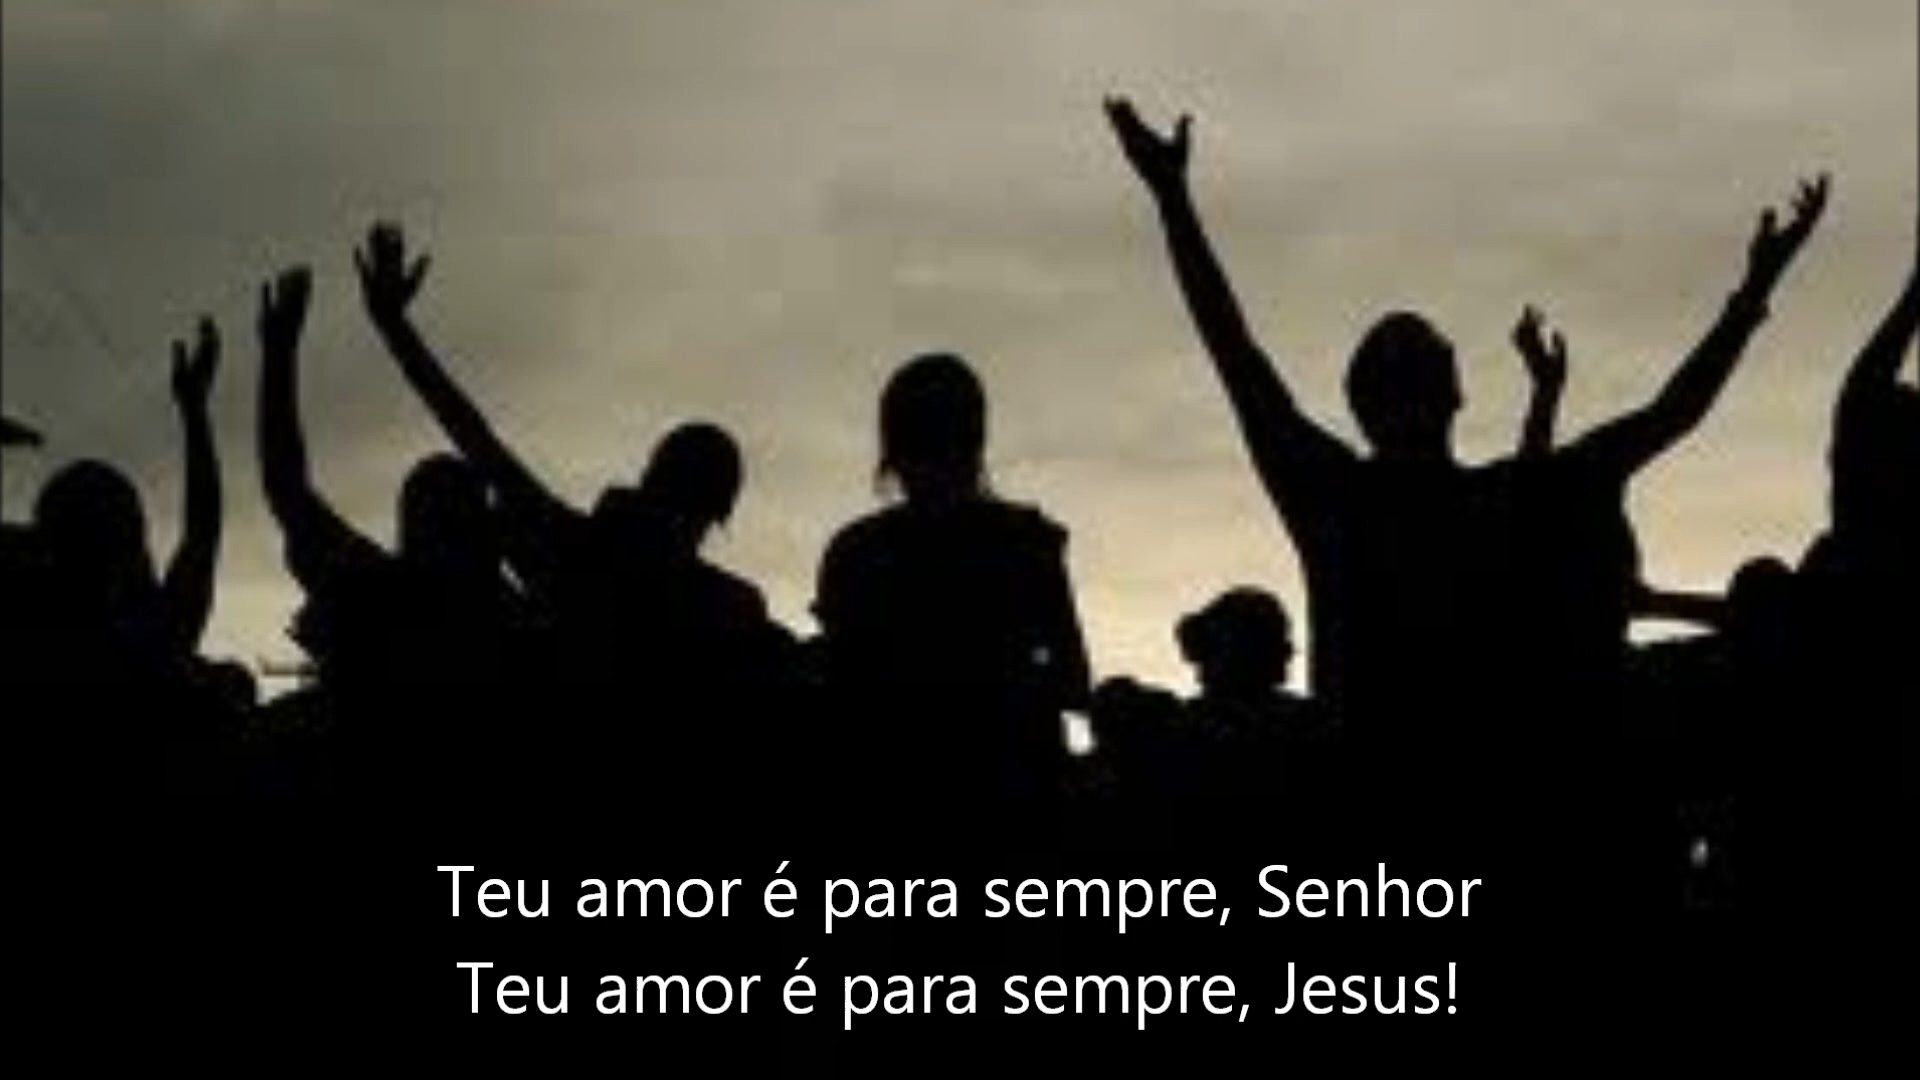 Teu amor é para sempre, Senhor
Teu amor é para sempre, Jesus!